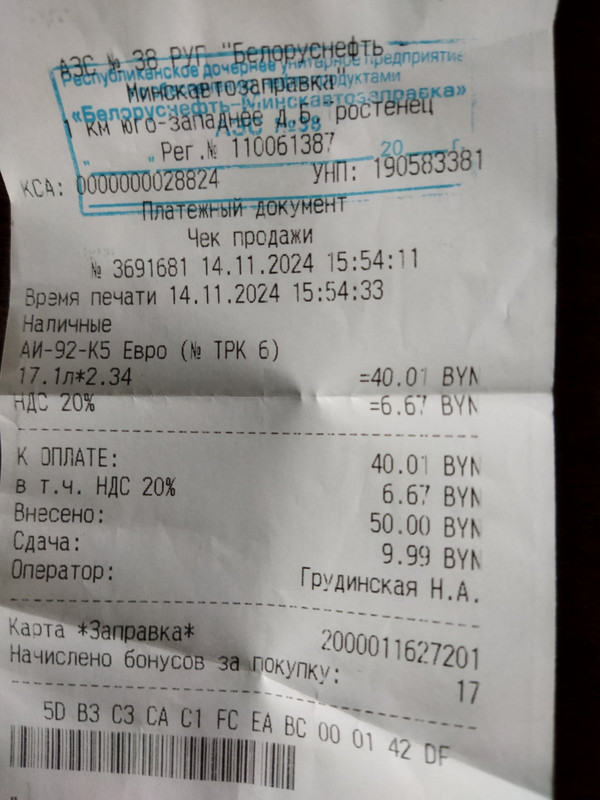 АЗС № 38 РУП "Белоруснефть
Республиканское дочернее унитарное предприятие
Минскавтозаправка"
продуктами
«Белоруснефть-Минскавтозаправка»
1 км юго-западнее д.Б. ростенец
АЗС №38
Рег.№ 110061387
" " 20 г.
КСА: 0000000028824 УНП: 190583381
Платежный документ
Чек продажи
№ 3691681 14.11.2024 15:54:11
Время печати 14.11.2024 15:54:33
Наличные
АИ-92-К5 Евро (№ ТРК 6)
17.1л*2.34 =40.01 BYN
НДС 20% =6.67 BYN
К ОПЛАТЕ: 40.01 BYN
в т.ч. НДС 20% 6.67 BYN
Внесено: 50.00 BYN
Сдача: 9.99 BYN
Оператор: Грудинская Н.А.
Карта *Заправка* 2000011627201
Начислено бонусов за покупку: 17
5D B3 C3 CA C1 FC EA BC 00 01 42 DF